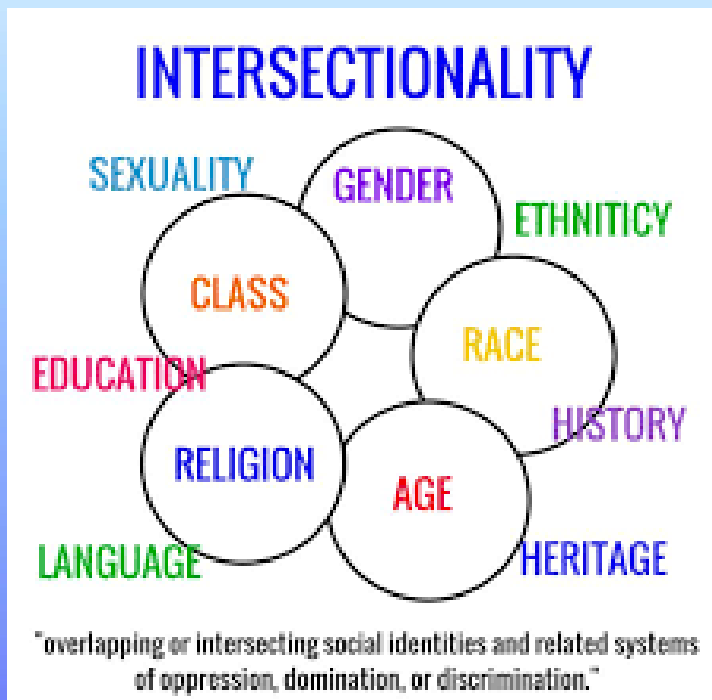 INTERSECTIONALITY
SEXUALITY
GENDER
ETHNITICY
CLASS
RACE
EDUCATION
HISTORY
RELIGION
AGE
LANGUAGE
HERITAGE
"overlapping or intersecting social identities and related systems
of oppression, domination, or discrimination."